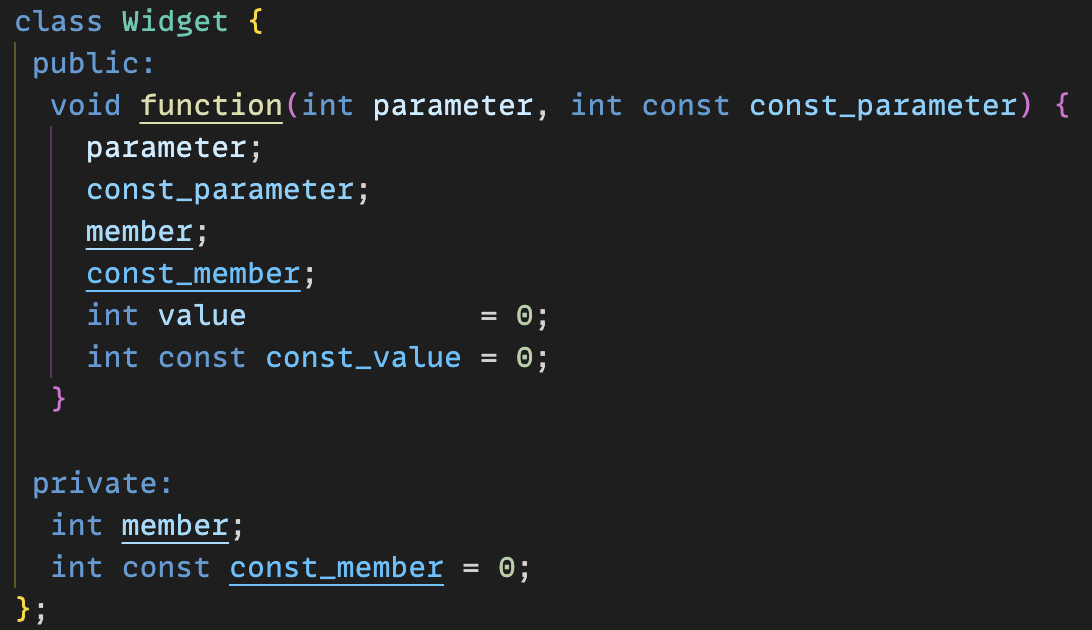 class Widget {
 public:
  void function(int parameter, int const const_parameter) {
    parameter;
    const_parameter;
    member;
    const_member;
    int value             = 0;
    int const const_value = 0;
  }
 private:
  int member;
  int const const_member = 0;
};